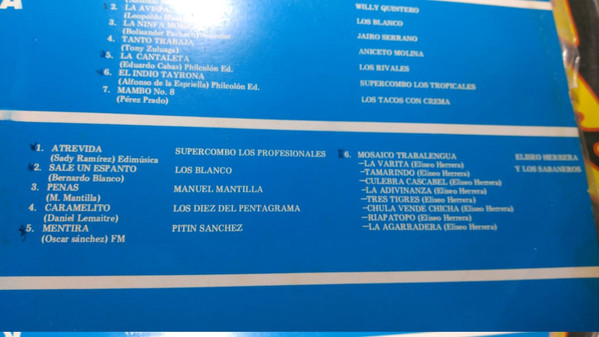 A
2. LA AVE
(Leopoldo
WILLY QUINTERO
3. LA NINFA MO
LOS BLANCO
4. TANTO TRABAJA
(Tony Zuluaga)
JAIRO SERRANO
5. LA CANTALETA
(Eduardo Cabas) Philcolón Ed.
ANICETO MOLINA
6. EL INDIO TAYRONA
(Alfonso de la Espriella) Philcolón Ed.
LOS RIVALES
SUPERCOMBO LOS TROPICALES
7. MAMBO No. 8
(Pérez Prado)
LOS TACOS CON CREMA
1. ATREVIDA SUPERCOMBO LOS PROFESIONALES
(Sady Ramírez) Edimúsica
2. SALE UN ESPANTO LOS BLANCO
(Bernardo Blanco)
3. PENAS MANUEL MANTILLA
(M. Mantilla)
4. CARAMELITO LOS DIEZ DEL PENTAGRAMA
(Daniel Lemaitre)
5. MENTIRA PITIN SANCHEZ
(Oscar sánchez) FM
6. MOSAICO TRABALENGUA ELISEO HERRERA
—LA VARITA (Eliseo Herrera) Y LOS SABANEROS
—TAMARINDO (Eliseo Herrera)
—CULEBRA CASCABEL (Eliseo Herrera)
—LA ADIVINANZA (Eliseo Herrera)
—TRES TIGRES (Eliseo Herrera)
—CHULA VENDE CHICHA (Eliseo Herrera)
—RIAPATOPO (Eliseo Herrera)
—LA AGARRADERA (Eliseo Herrera)